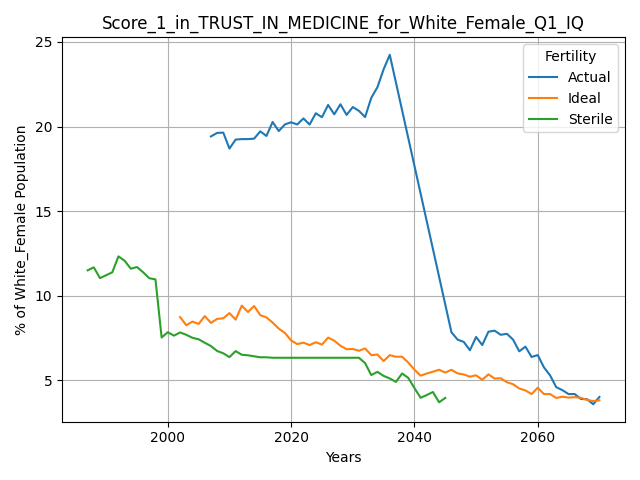 Score_1_in_TRUST_IN_MEDICINE_for_White_Female_Q1_IQ
% of White_Female Population
25
20
15
10
5
Fertility
Actual
Ideal
Sterile
2000
2020
2040
2060
Years